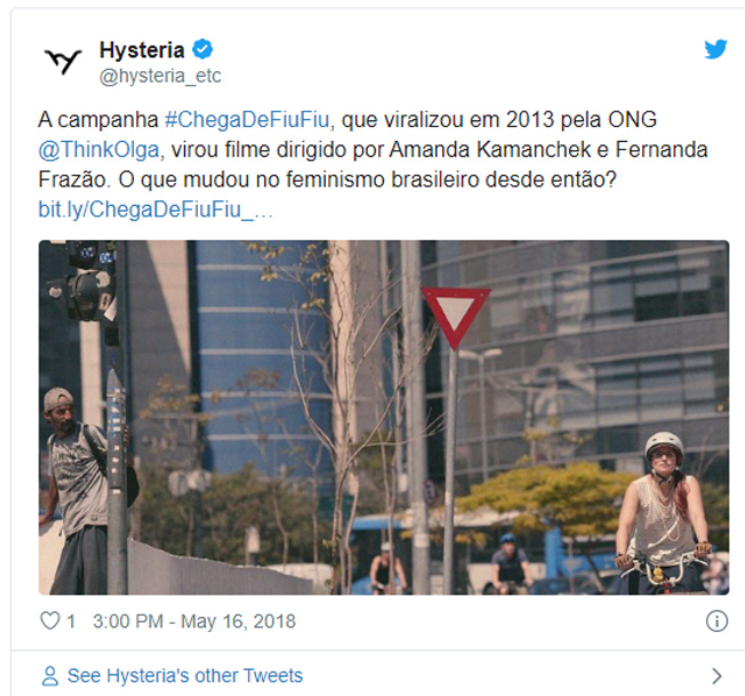 Hysteria
@hysteria_etc
A campanha #ChegaDeFiuFiu, que viralizou em 2013 pela ONG
@ThinkOlga, virou filme dirigido por Amanda Kamanchek e Fernanda
Frazão. O que mudou no feminismo brasileiro desde então?
bit.ly/ChegaDeFiuFiu_...
1 3:00 PM - May 16, 2018
See Hysteria's other Tweets